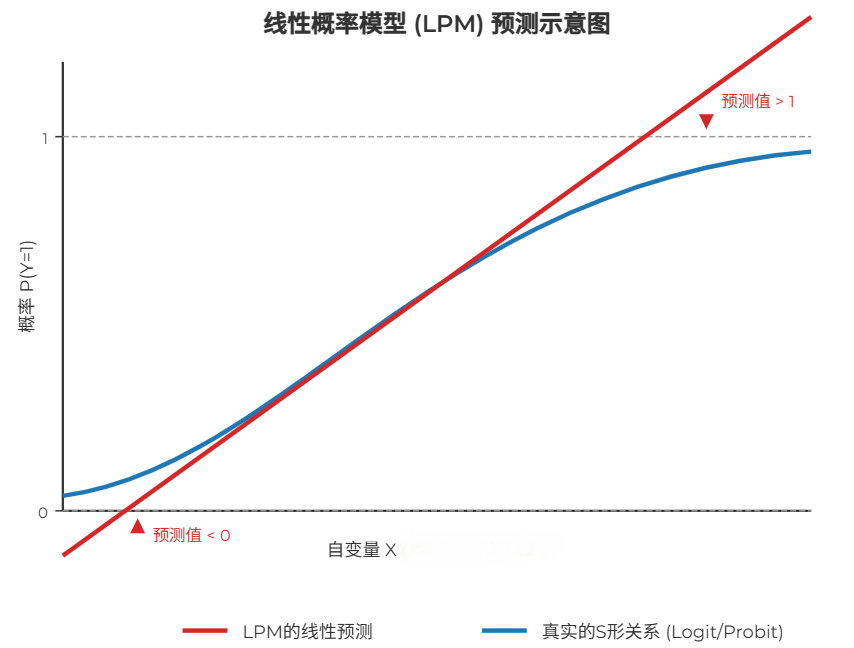 线性概率模型 (LPM) 预测示意图
预测值 > 1
1
概率 P(Y=1)
0
预测值 < 0
自变量 X
LPM的线性预测
真实的S形关系 (Logit/Probit)